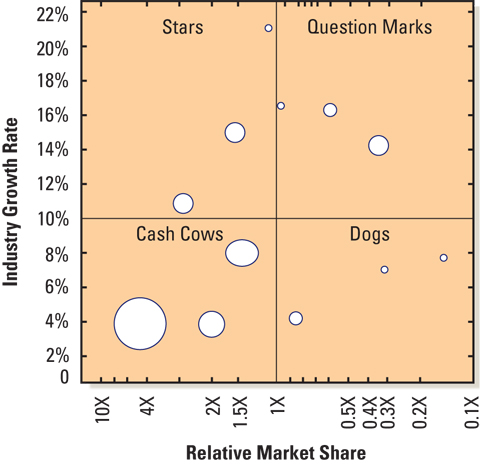 22%
20%
18%
16%
14%
12%
10%
8%
6%
4%
2%
0
Industry Growth Rate
Stars
Question Marks
Cash Cows
Dogs
10X
4X
2X
1.5X
1X
0.5X
0.4X
0.3X
0.2X
0.1X
Relative Market Share